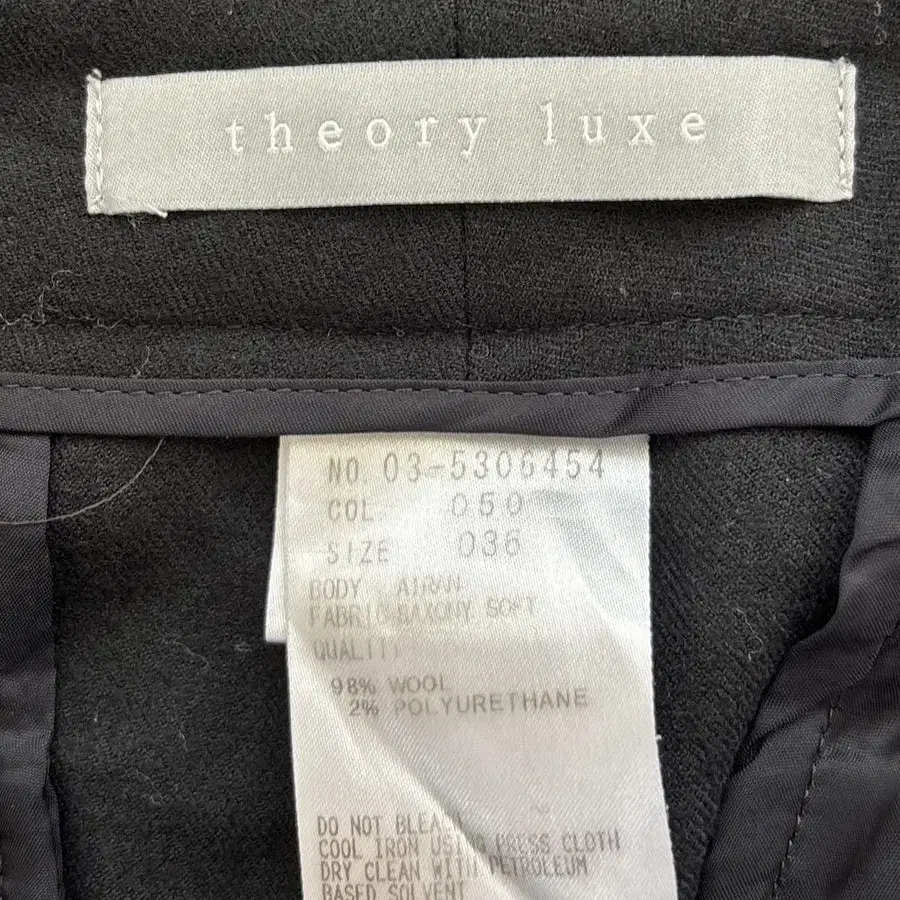 theory luxe
NO. 03-5306454
COL. 050
SIZE 036
BODY
FABRIC SAXONY SOFT
QUALITY
98% WOOL
2% POLYURETHANE
DO NOT BLEACH
COOL IRON USING PRESS CLOTH
DRY CLEAN WITH PETROLEUM
BASED SOLVENT